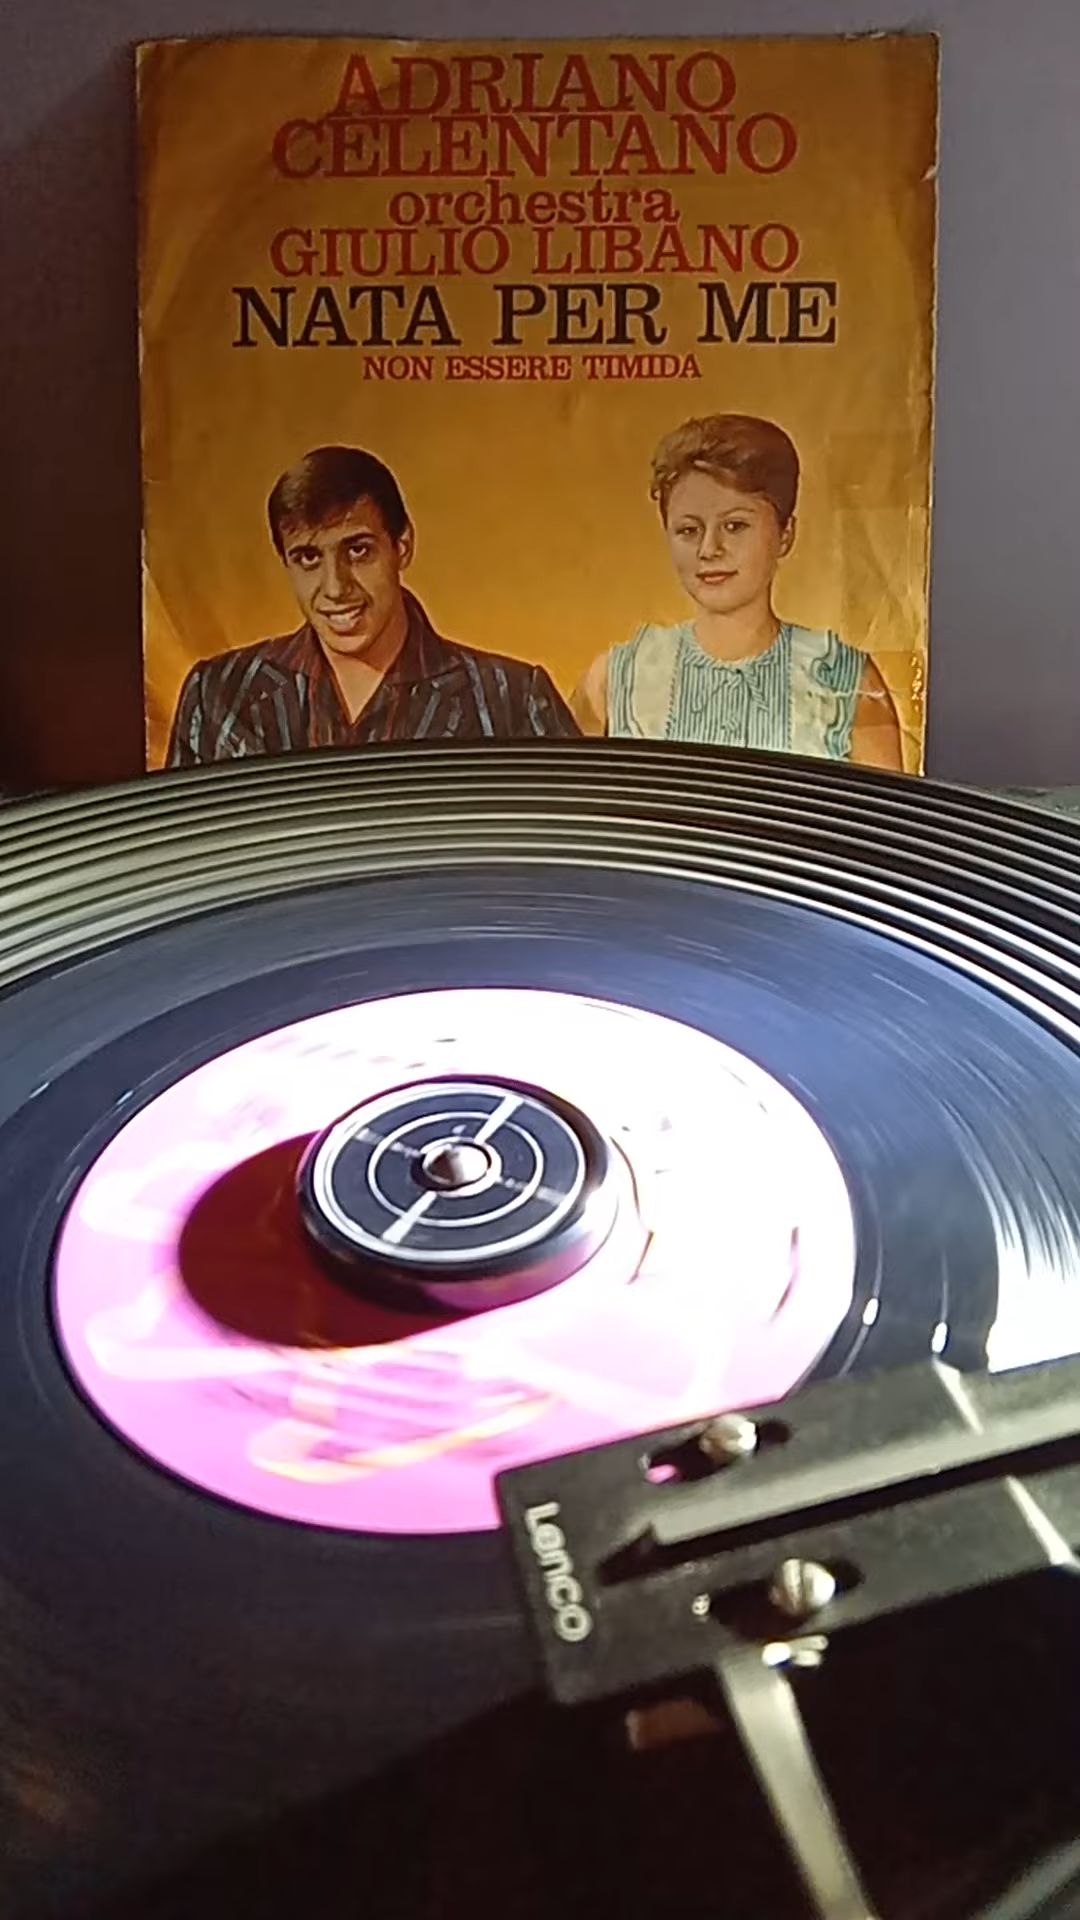 ADRIANO
CELENTANO
orchestra
GIULIO LIBANO
NATA PER ME
NON ESSERE TIMIDA
Lenco